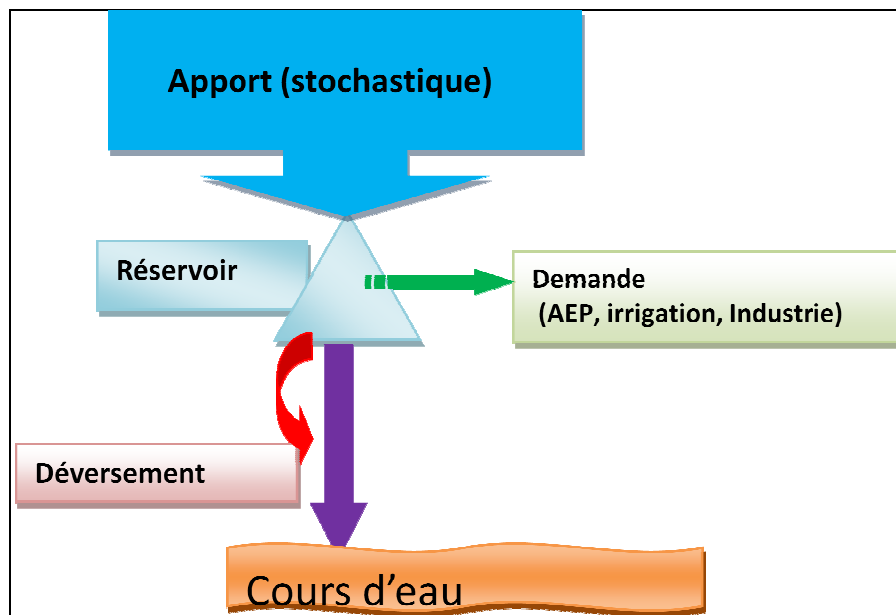 Apport (stochastique)
Réservoir
Demande
(AEP, irrigation, Industrie)
Déversement
Cours d’eau